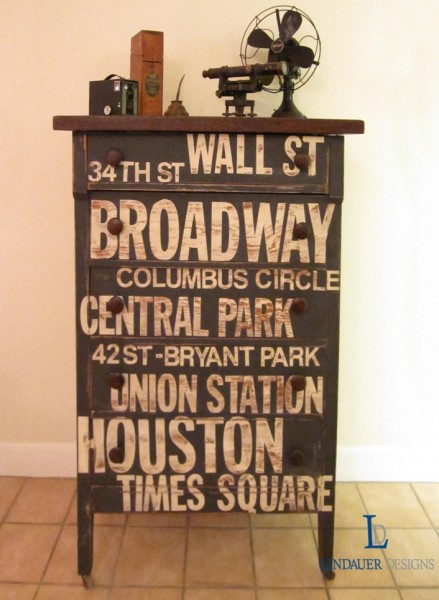 WALL ST
34TH ST
BROADWAY
COLUMBUS CIRCLE
CENTRAL PARK
42ST-BRYANT PARK
UNION STATION
HOUSTON
TIMES SQUARE
LD
LINDAUER DESIGNS